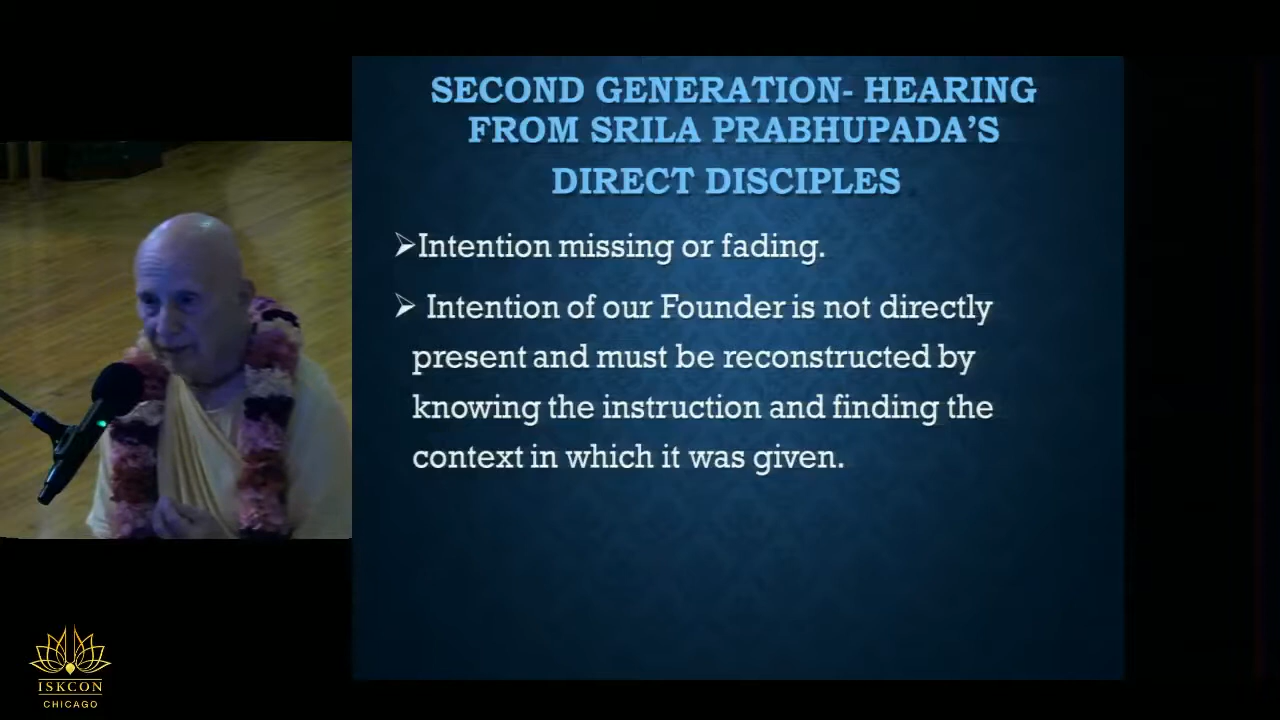 SECOND GENERATION- HEARING
FROM SRILA PRABHUPADA'S
DIRECT DISCIPLES
➢Intention missing or fading.
➢ Intention of our Founder is not directly
present and must be reconstructed by
knowing the instruction and finding the
context in which it was given.
ISKCON
CHICAGO